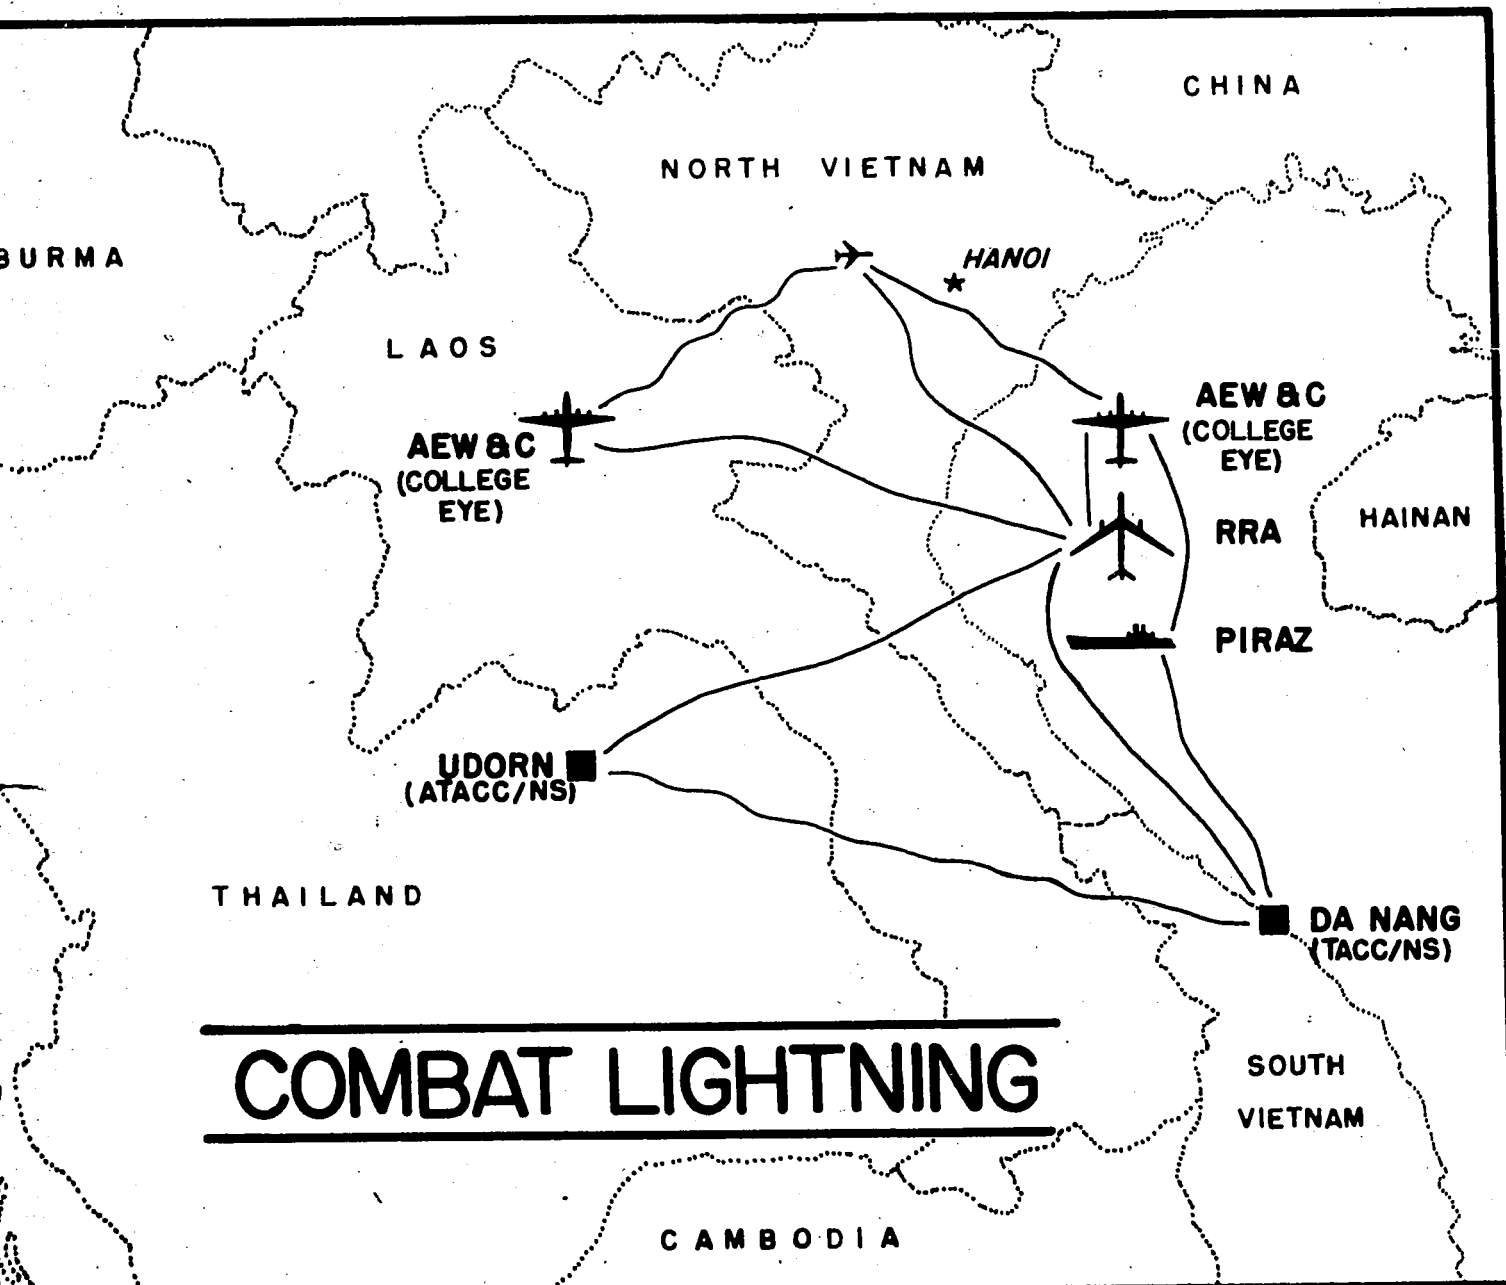 CHINA
NORTH VIETNAM
BURMA
HANOI
LAOS
AEW & C
(COLLEGE
EYE)
AEW & C
(COLLEGE
EYE)
RRA
HAINAN
PIRAZ
UDORN
(ATACC/NS)
THAILAND
DA NANG
(TACC/NS)
COMBAT LIGHTNING
SOUTH
VIETNAM
CAMBODIA